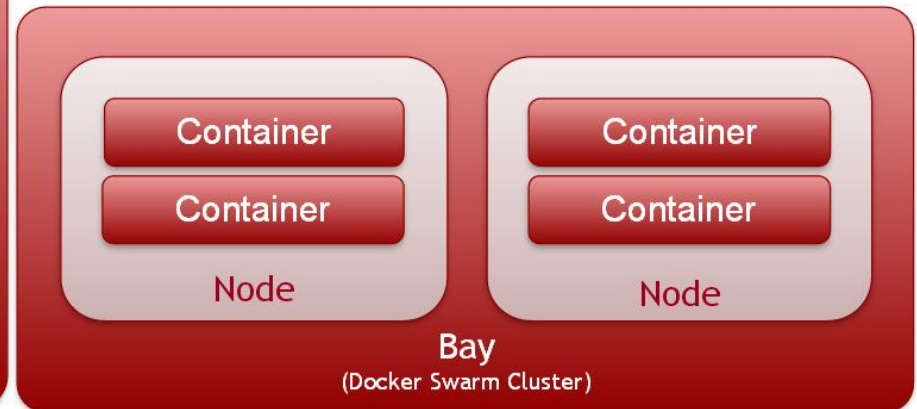 Container
Container
Node
Container
Container
Node
Bay
(Docker Swarm Cluster)